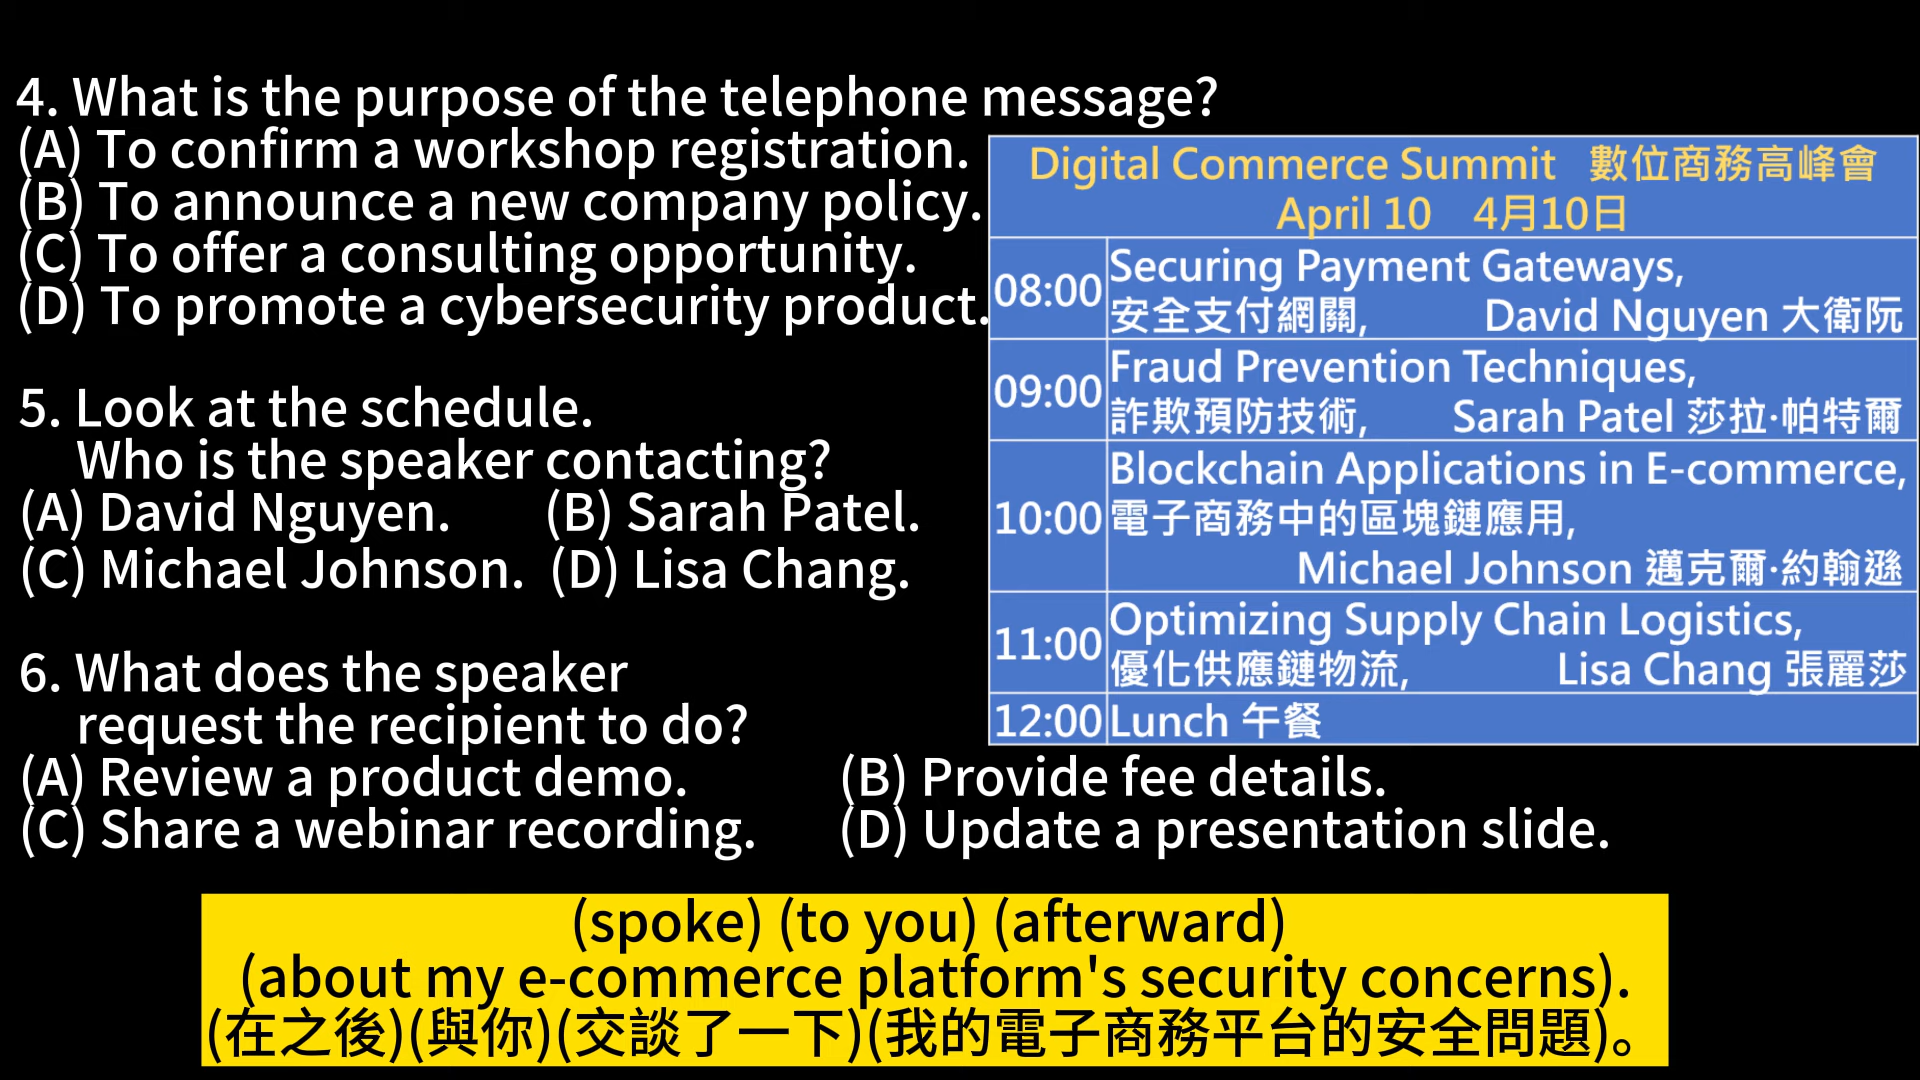 4. What is the purpose of the telephone message?
(A) To confirm a workshop registration.
(B) To announce a new company policy.
(C) To offer a consulting opportunity.
(D) To promote a cybersecurity product.
5. Look at the schedule.
Who is the speaker contacting?
(A) David Nguyen. (B) Sarah Patel.
(C) Michael Johnson. (D) Lisa Chang.
6. What does the speaker
request the recipient to do?
(A) Review a product demo. (B) Provide fee details.
(C) Share a webinar recording. (D) Update a presentation slide.
Digital Commerce Summit 數位商務高峰會
April 10 4月10日
08:00 Securing Payment Gateways,
安全支付網關, David Nguyen 大衛阮
09:00 Fraud Prevention Techniques,
詐欺預防技術, Sarah Patel 莎拉·帕特爾
10:00 Blockchain Applications in E-commerce,
電子商務中的區塊鏈應用,
Michael Johnson 邁克爾·約翰遜
11:00 Optimizing Supply Chain Logistics,
優化供應鏈物流, Lisa Chang 張麗莎
12:00 Lunch 午餐
(spoke) (to you) (afterward)
(about my e-commerce platform's security concerns).
(在之後)(與你)(交談了一下)(我的電子商務平台的安全問題)。